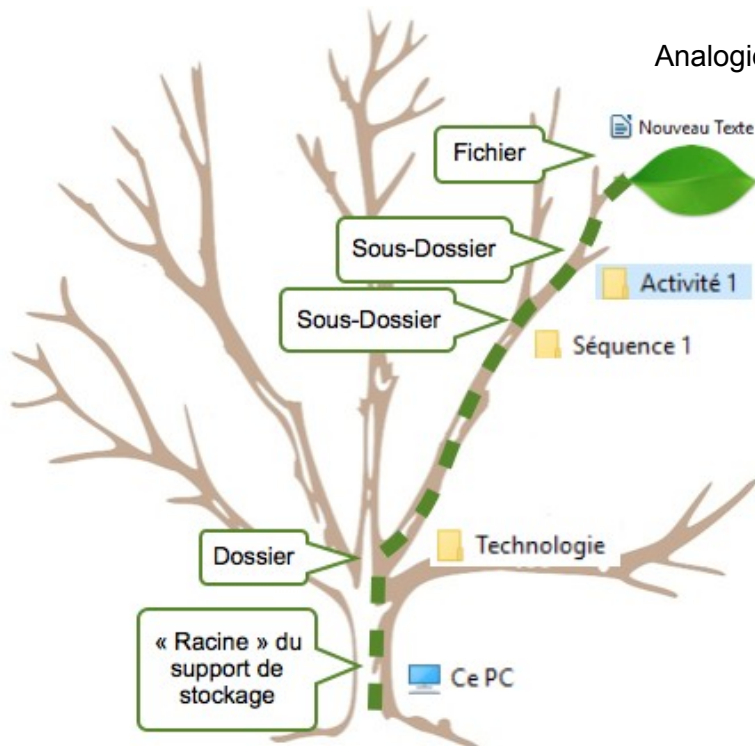 Analogie
Nouveau Texte
Fichier
Sous-Dossier
Activité 1
Sous-Dossier
Séquence 1
Dossier
Technologie
« Racine » du
support de
stockage
Ce PC